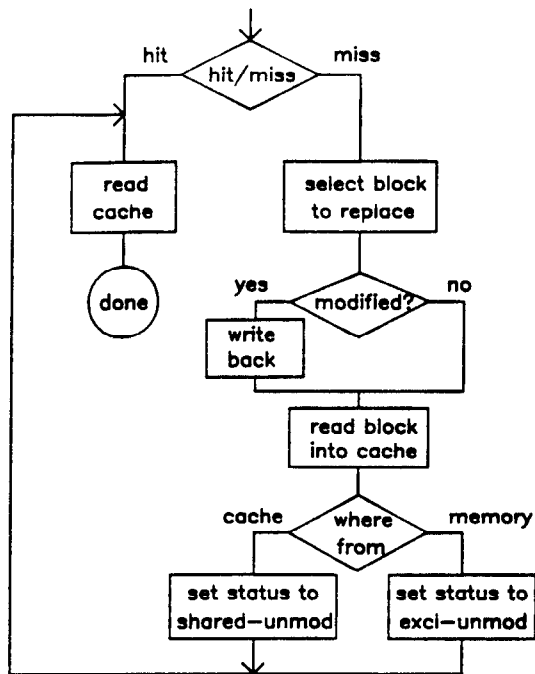 hit
miss
hit/miss
read
cache
select block
to replace
done
yes
modified?
no
write
back
read block
into cache
cache
where
from
memory
set status to
shared-unmod
set status to
exci-unmod